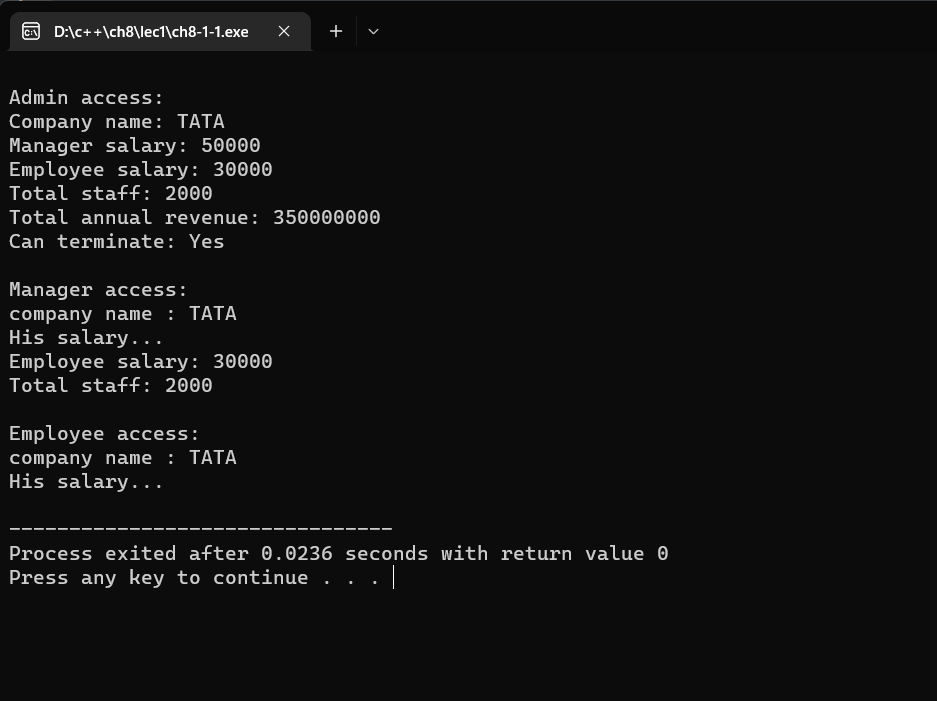 D:\c++\ch8\lec1\ch8-1-1.exe
Admin access:
Company name: TATA
Manager salary: 50000
Employee salary: 30000
Total staff: 2000
Total annual revenue: 350000000
Can terminate: Yes
Manager access:
company name : TATA
His salary...
Employee salary: 30000
Total staff: 2000
Employee access:
company name : TATA
His salary...
--------------------------------
Process exited after 0.0236 seconds with return value 0
Press any key to continue . . .